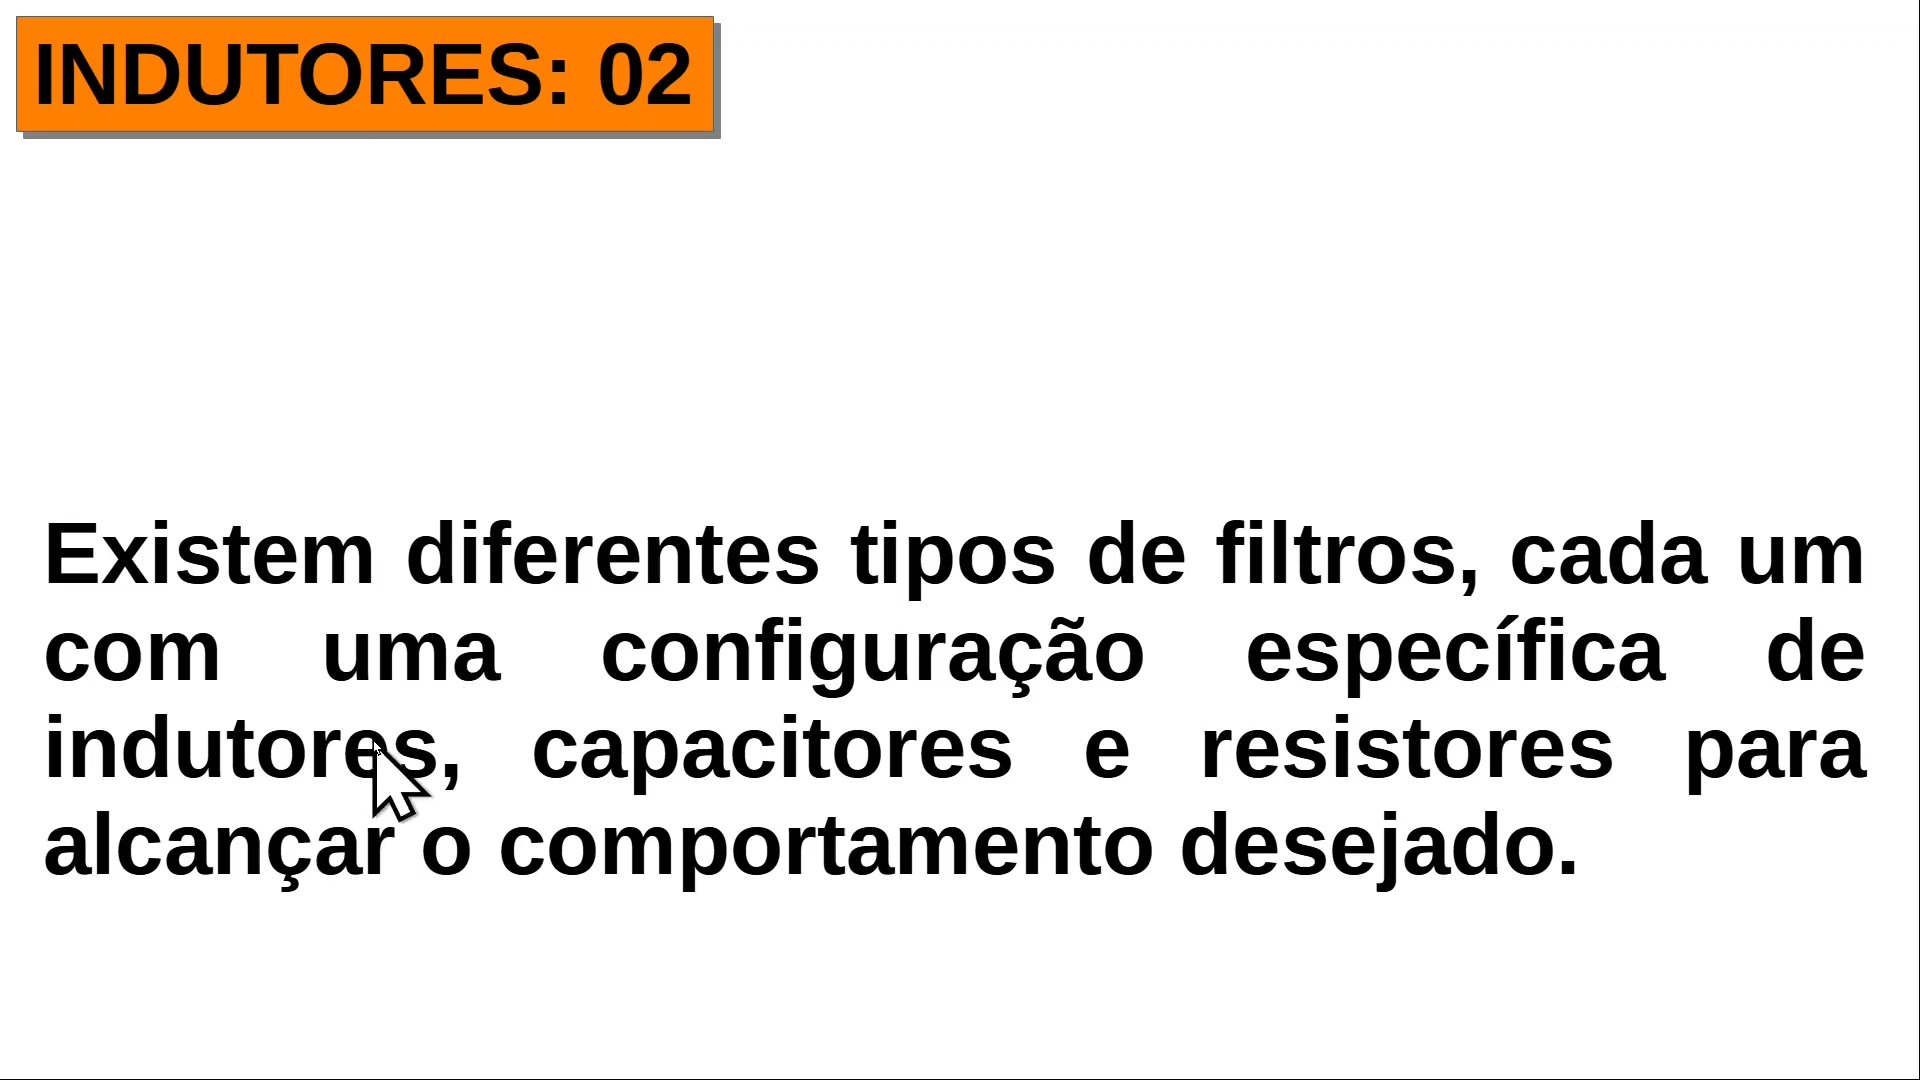 INDUTORES: 02
Existem diferentes tipos de filtros, cada um
com uma configuração específica de
indutores, capacitores e resistores para
alcançar o comportamento desejado.